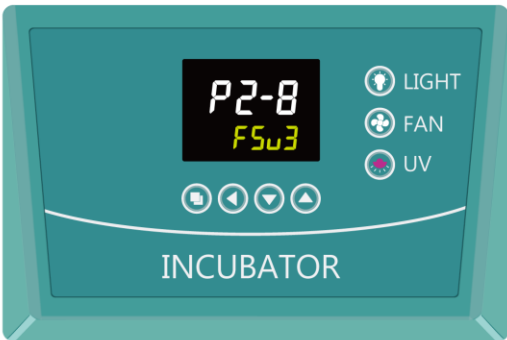 P2-8
FSu3
LIGHT
FAN
UV
INCUBATOR